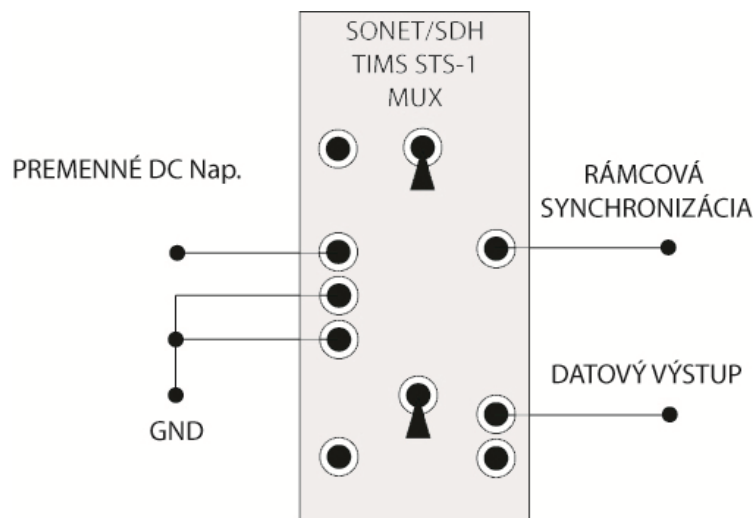 SONET/SDH
TIMS STS-1
MUX
PREMENNÉ DC Nap.
RÁMCOVÁ
SYNCHRONIZÁCIA
DATOVÝ VÝSTUP
GND